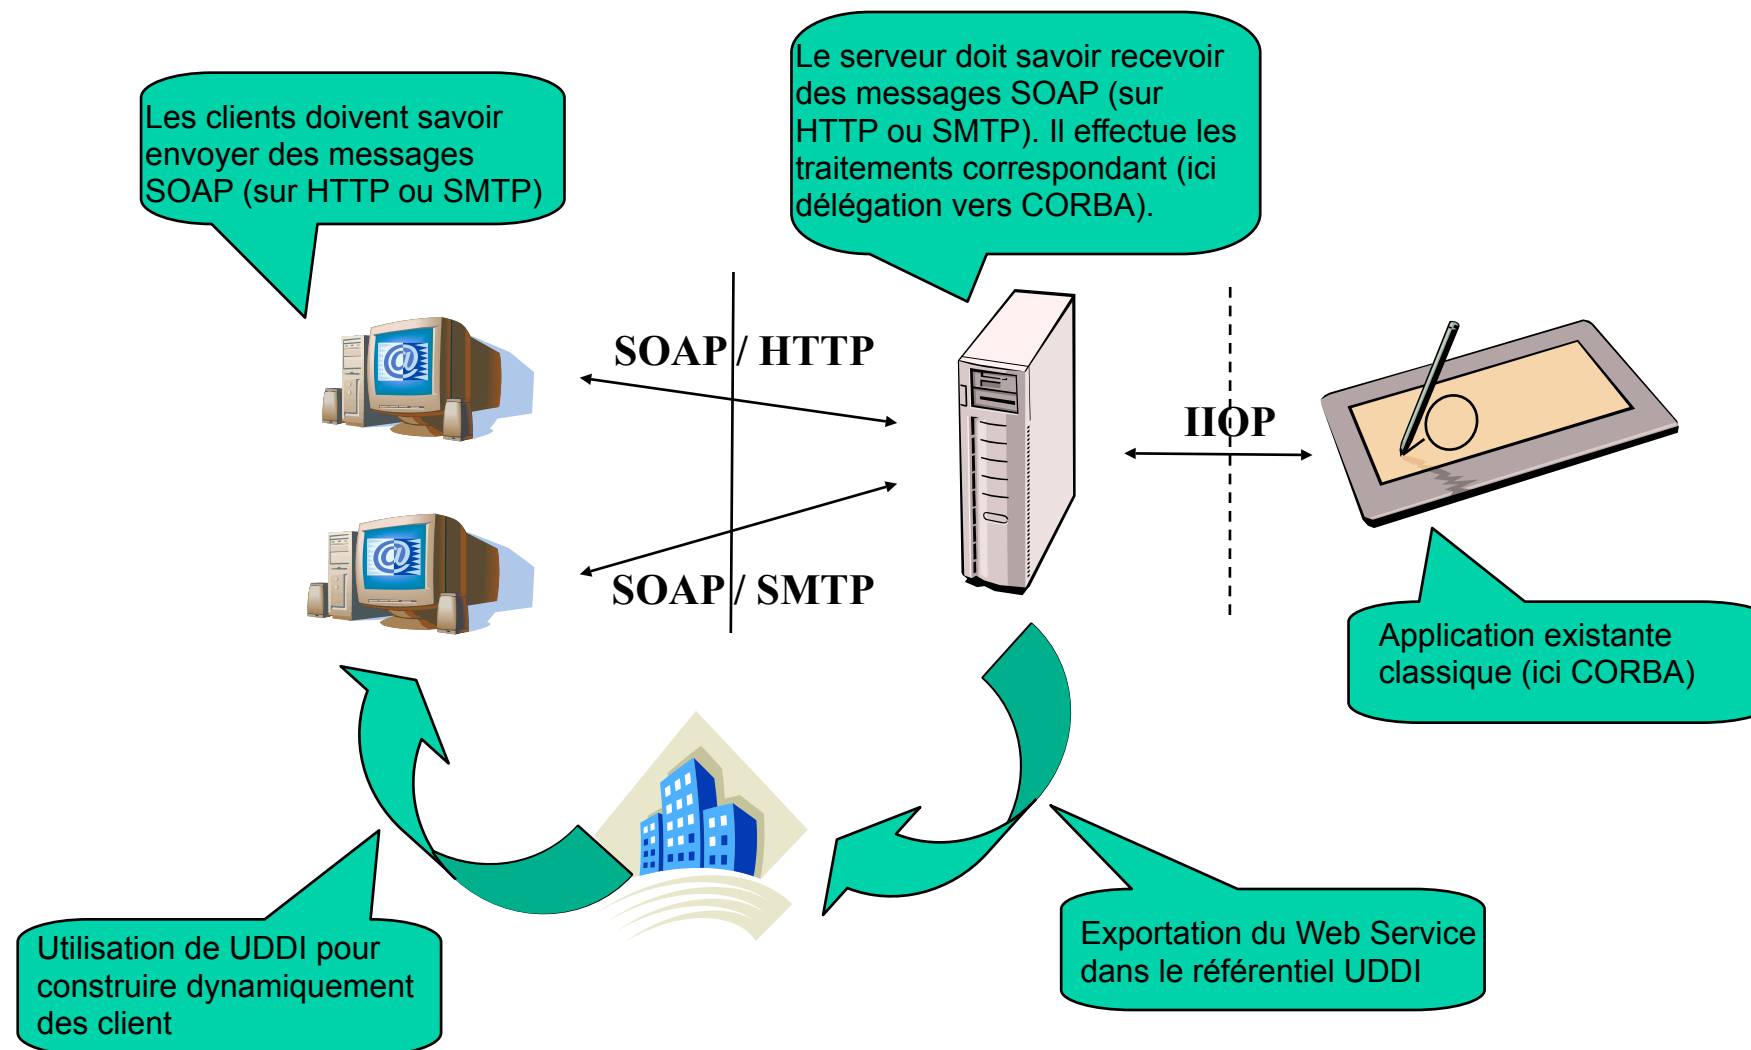 Les clients doivent savoir
envoyer des messages
SOAP (sur HTTP ou SMTP)
Le serveur doit savoir recevoir
des messages SOAP (sur
HTTP ou SMTP). Il effectue les
traitements correspondant (ici
délégation vers CORBA).
SOAP / HTTP
IIOP
SOAP / SMTP
Application existante
classique (ici CORBA)
Utilisation de UDDI pour
construire dynamiquement
des client
Exportation du Web Service
dans le référentiel UDDI